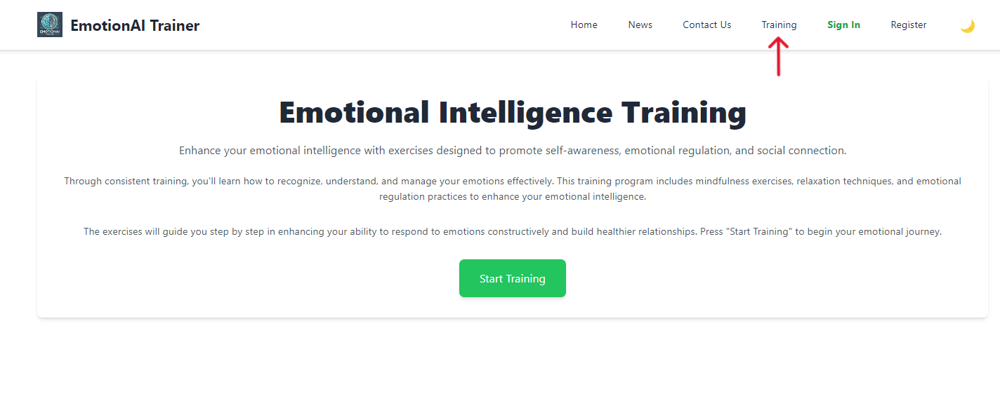 EMOTIONAI
EmotionAI Trainer
Home
News
Contact Us
Training
Sign In
Register
Emotional Intelligence Training
Enhance your emotional intelligence with exercises designed to promote self-awareness, emotional regulation, and social connection.
Through consistent training, you'll learn how to recognize, understand, and manage your emotions effectively. This training program includes mindfulness exercises, relaxation techniques, and emotional
regulation practices to enhance your emotional intelligence.
The exercises will guide you step by step in enhancing your ability to respond to emotions constructively and build healthier relationships. Press "Start Training" to begin your emotional journey.
Start Training